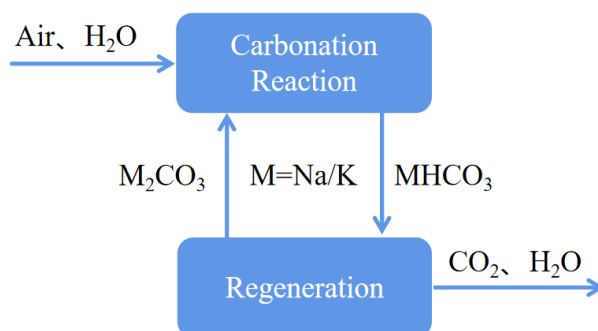 Air、H₂O
Carbonation
Reaction
M₂CO₃
M=Na/K
MHCO₃
Regeneration
CO₂、H₂O